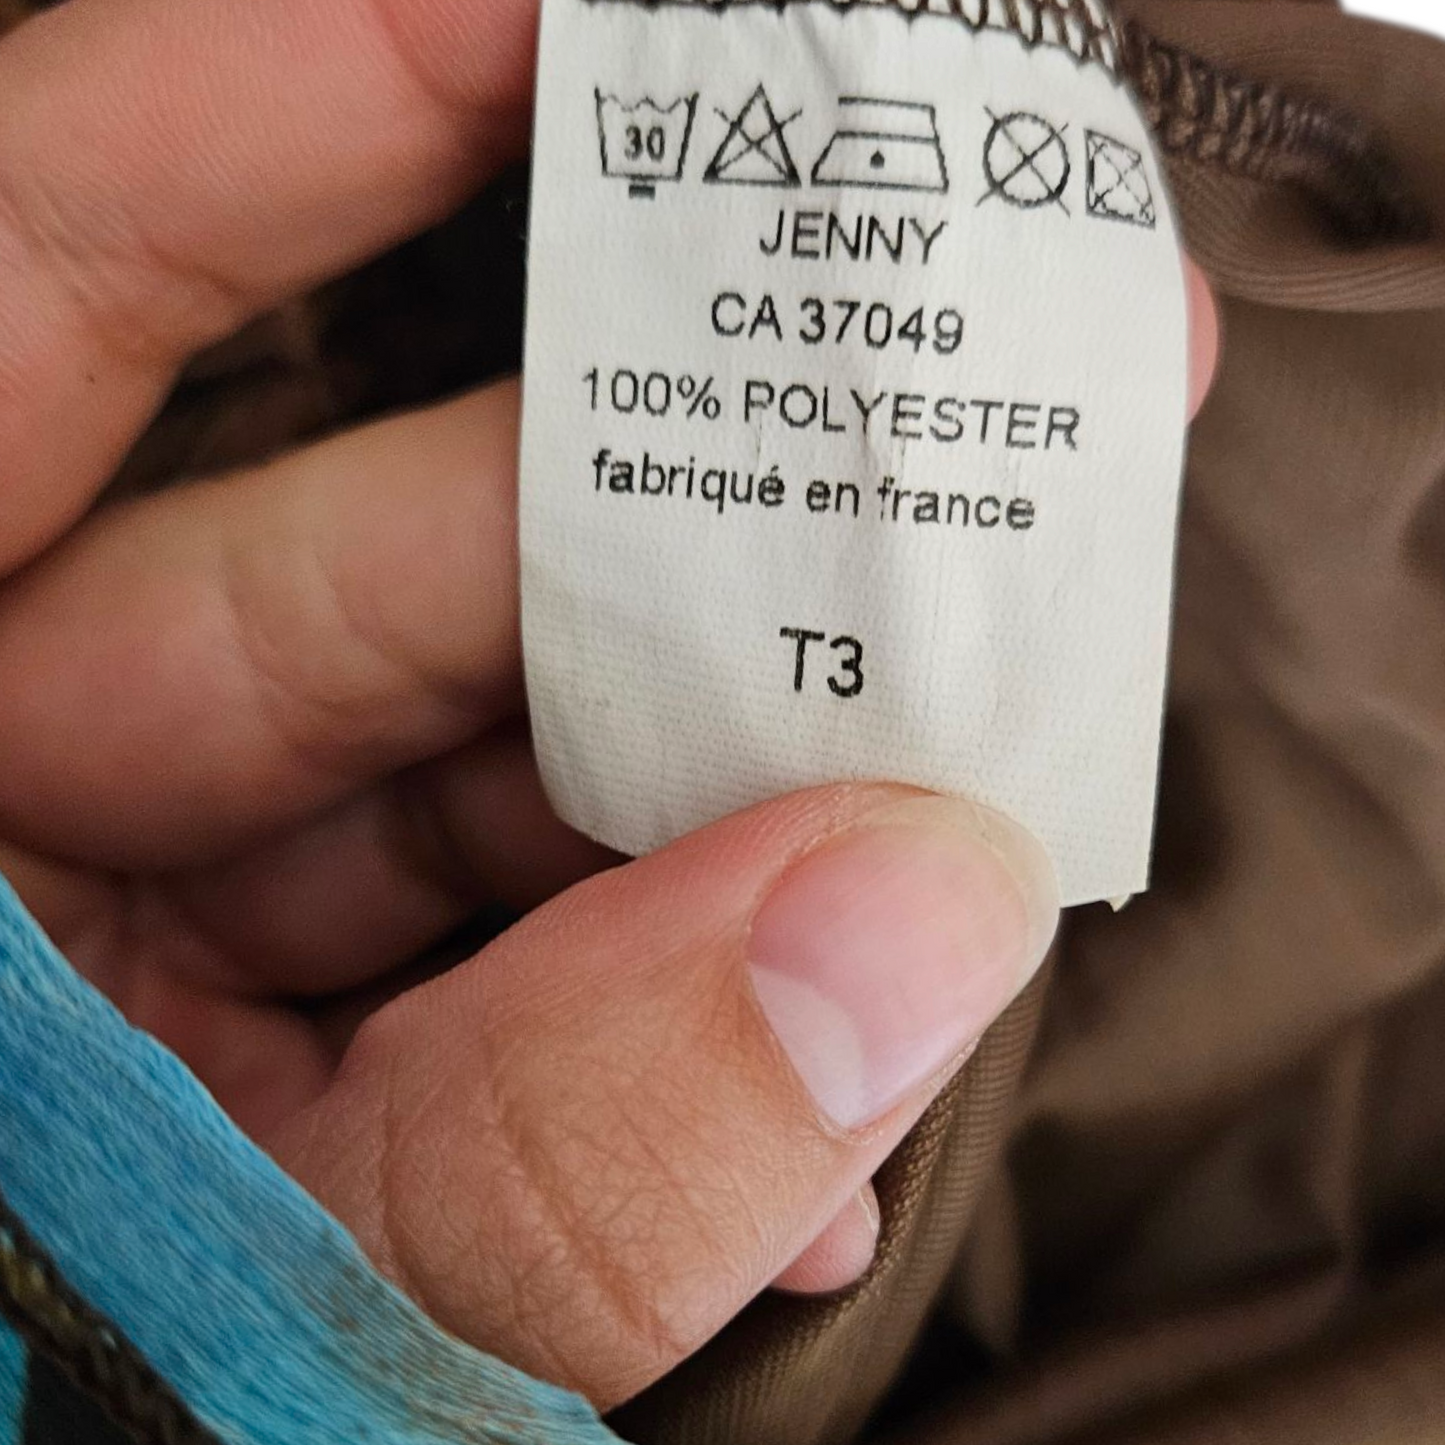 30
JENNY
CA 37049
100% POLYESTER
fabriqué en france
T3